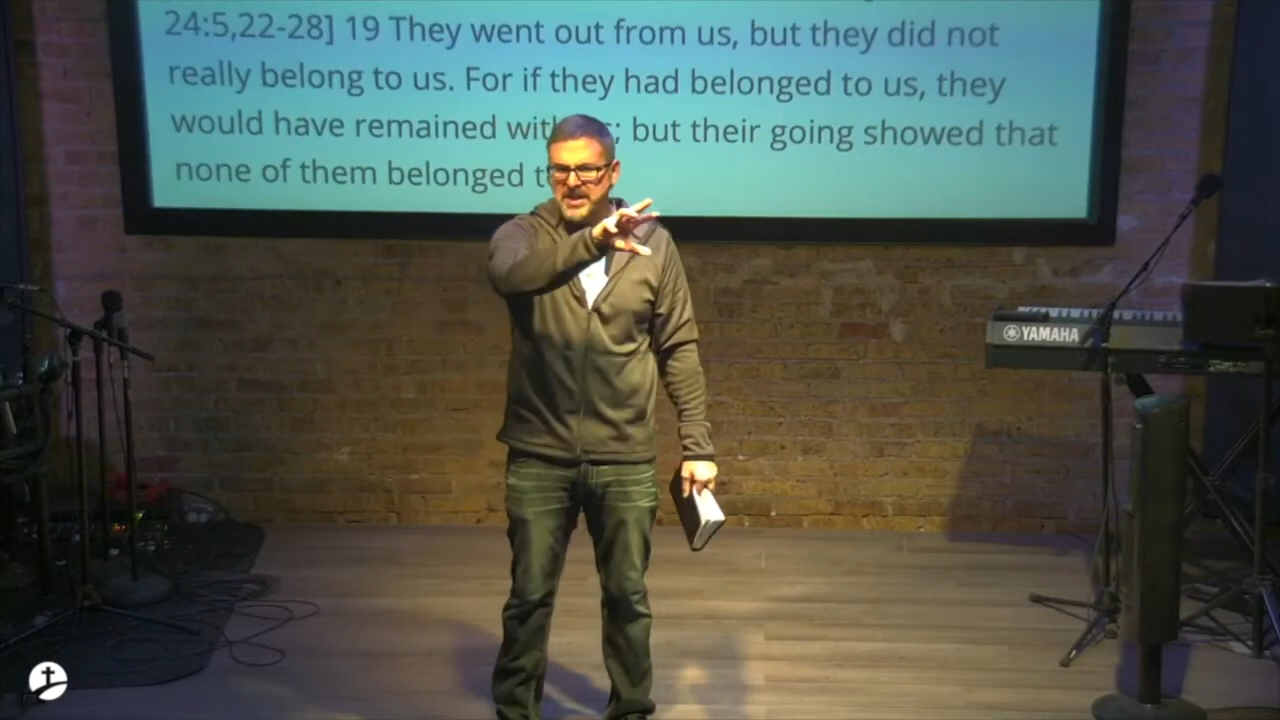 24:5,22-28] 19 They went out from us, but they did not
really belong to us. For if they had belonged to us, they
would have remained with ; but their going showed that
none of them belonged
YAMAHA